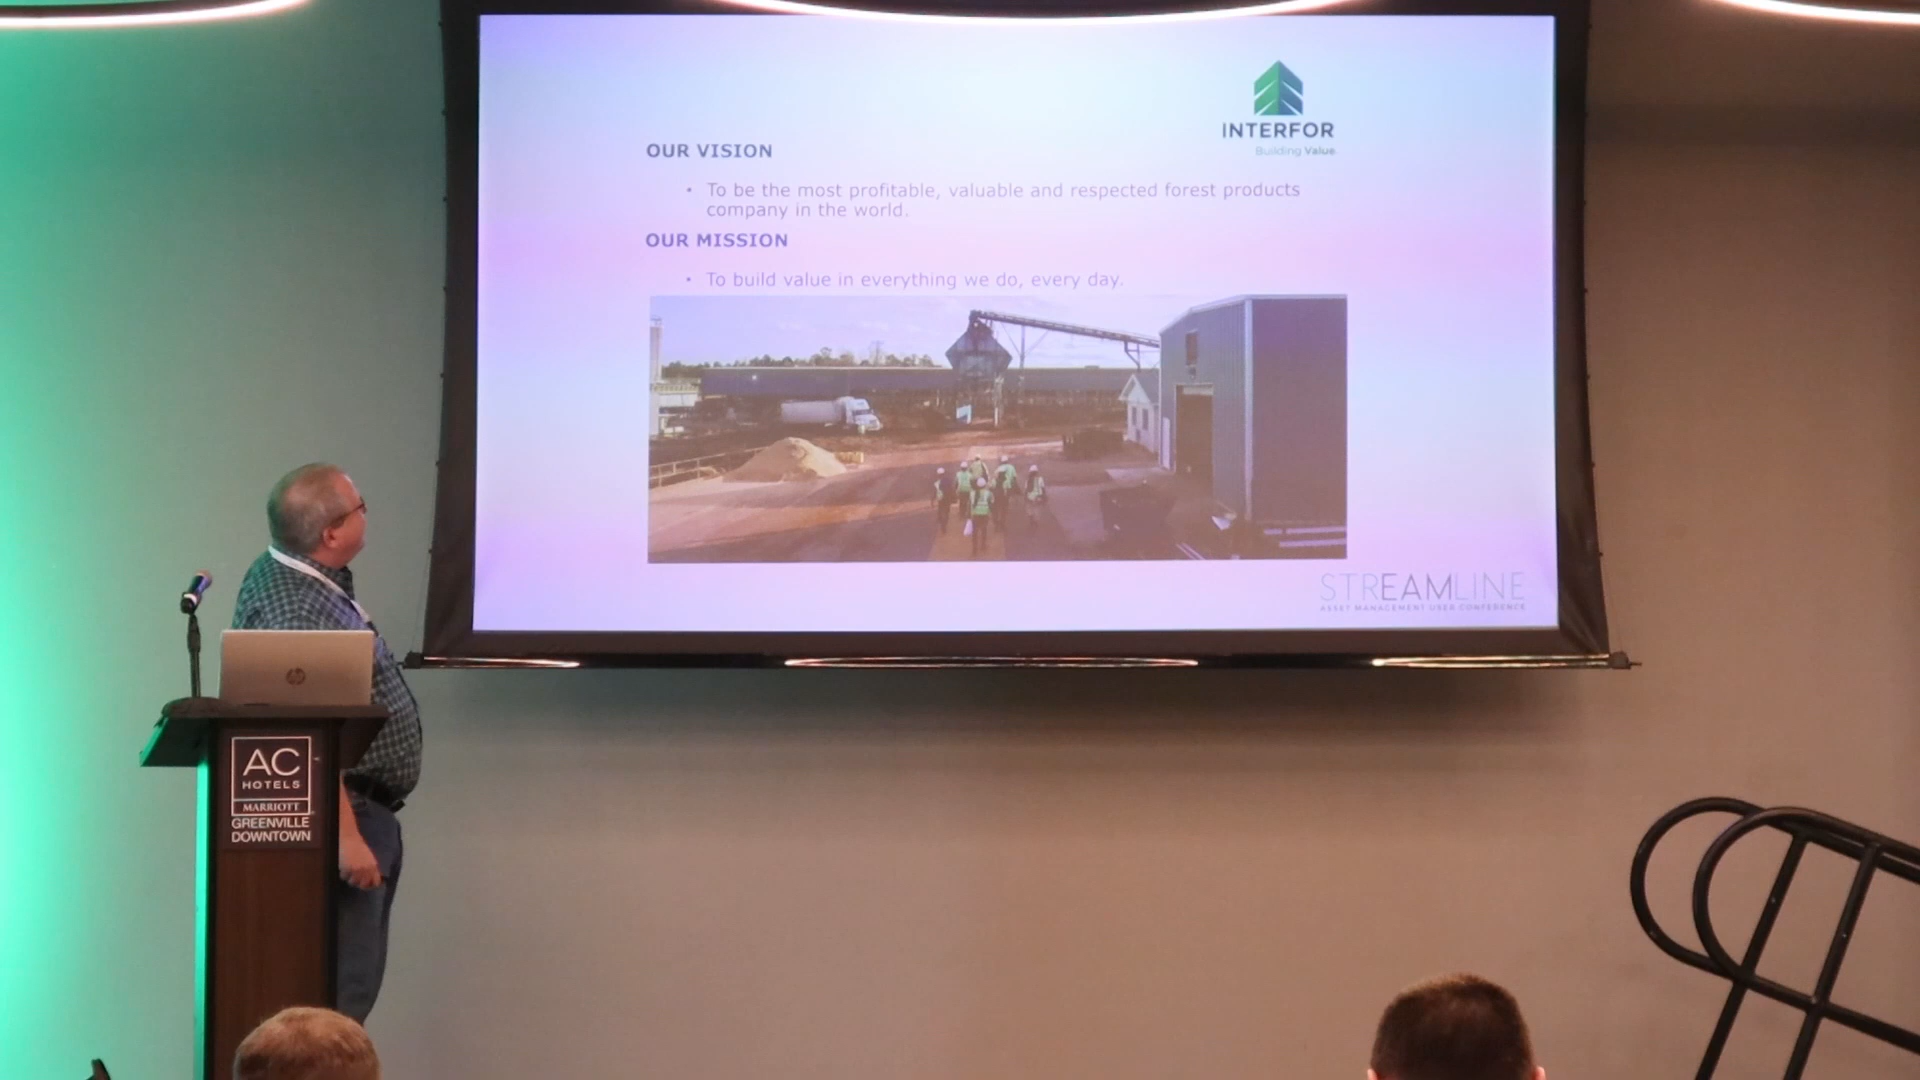 INTERFOR
Building Value
OUR VISION
• To be the most profitable, valuable and respected forest products
company in the world.
OUR MISSION
• To build value in everything we do, every day.
STREAMLINE
ASSET MANAGEMENT USER CONFERENCE
hp
AC
HOTELS
MARRIOTT
GREENVILLE
DOWNTOWN